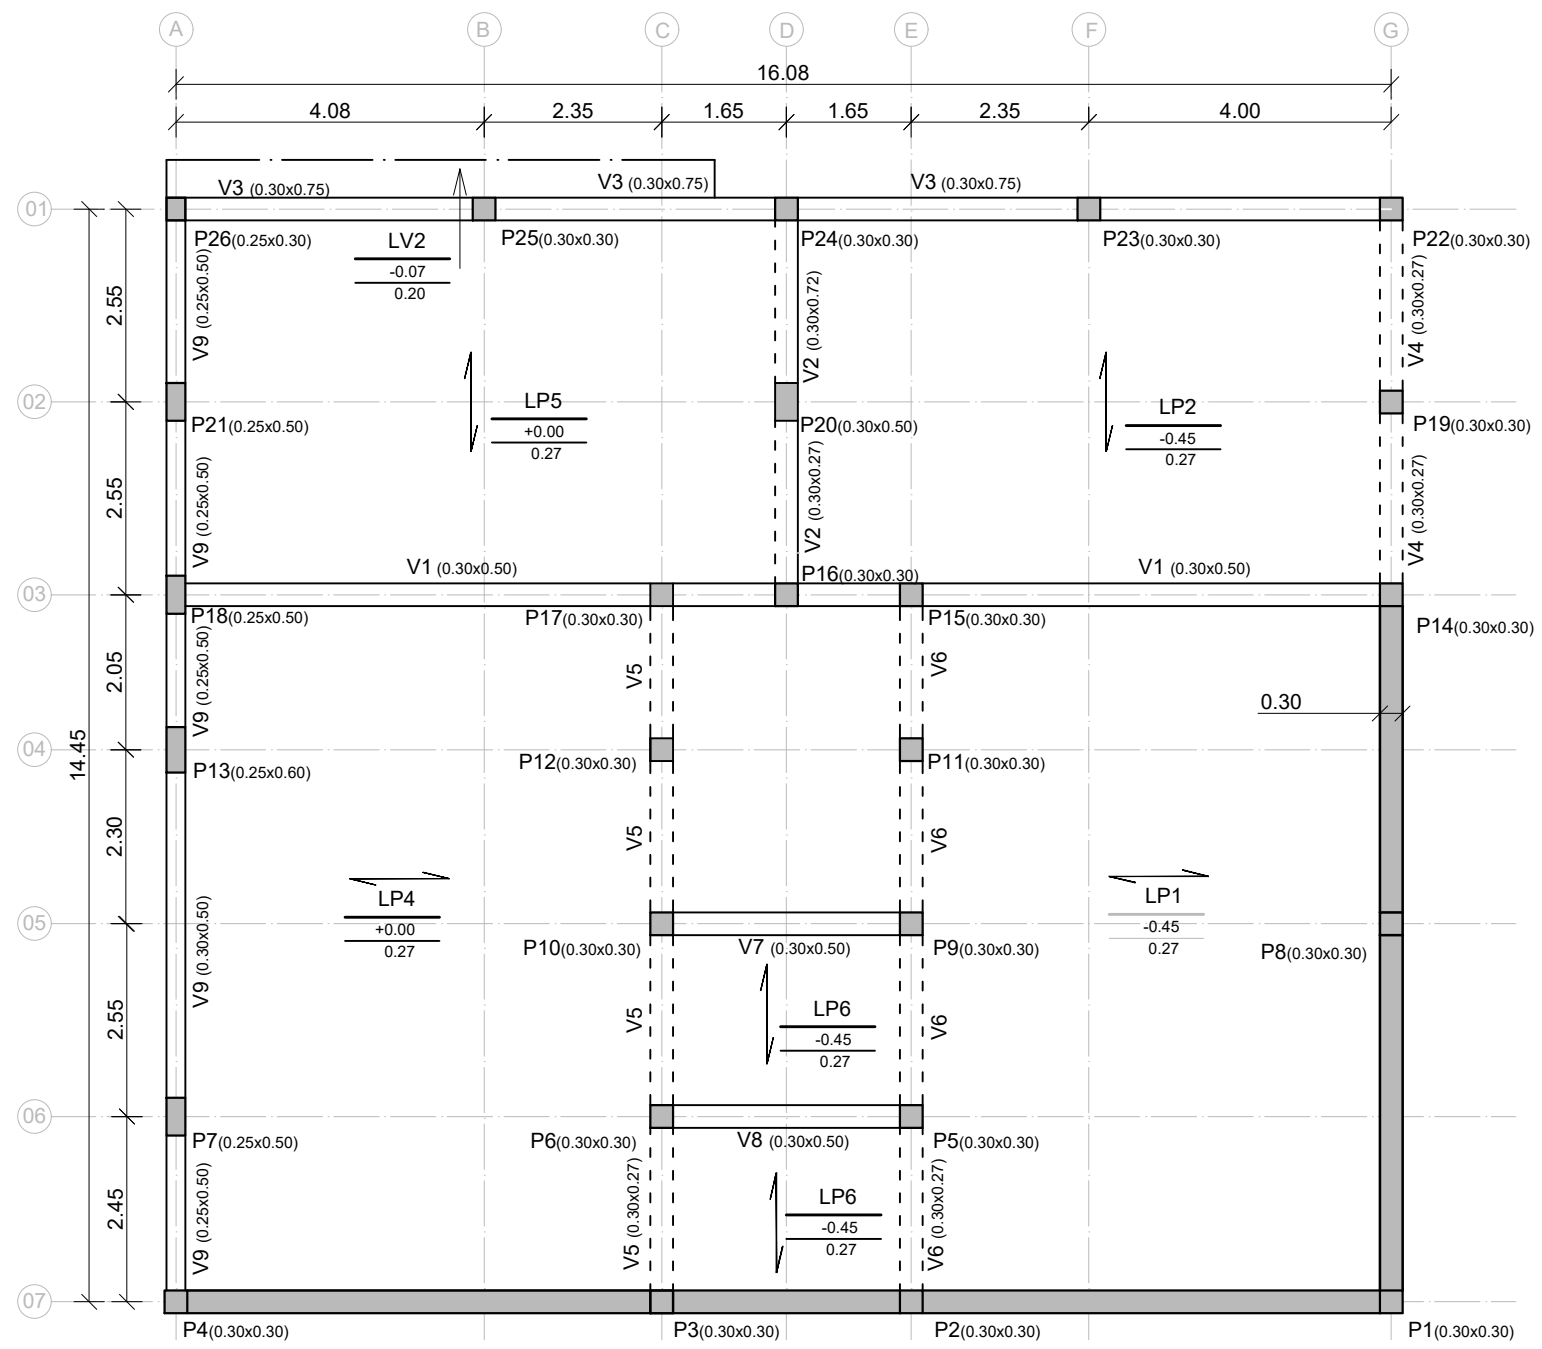 A B C D E F G
16.08
4.08 2.35 1.65 1.65 2.35 4.00
V3 (0.30x0.75) V3 (0.30x0.75) V3 (0.30x0.75)
01
P26(0.25x0.30) P25(0.30x0.30) P24(0.30x0.30) P23(0.30x0.30) P22(0.30x0.30)
LV2
-0.07
0.20
2.55
V9 (0.25x0.50)
V2 (0.30x0.72)
V4 (0.30x0.27)
02
P21(0.25x0.50) P20(0.30x0.50) P19(0.30x0.30)
LP5
+0.00
0.27
LP2
-0.45
0.27
2.55
V9 (0.25x0.50)
V2 (0.30x0.27)
V4 (0.30x0.27)
V1 (0.30x0.50) V1 (0.30x0.50)
P16(0.30x0.30)
03
P18(0.25x0.50) P17(0.30x0.30) P15(0.30x0.30) P14(0.30x0.30)
2.05
V9 (0.25x0.50)
V5
V6
0.30
14.45
04
P13(0.25x0.60) P12(0.30x0.30) P11(0.30x0.30)
2.30
V5
V6
LP4
+0.00
0.27
LP1
-0.45
0.27
05
V9 (0.30x0.50)
P10(0.30x0.30) V7 (0.30x0.50) P9(0.30x0.30) P8(0.30x0.30)
2.55
V5
V6
LP6
-0.45
0.27
06
P7(0.25x0.50) P6(0.30x0.30) V8 (0.30x0.50) P5(0.30x0.30)
2.45
V9 (0.25x0.50)
V5 (0.30x0.27)
V6 (0.30x0.27)
LP6
-0.45
0.27
07
P4(0.30x0.30) P3(0.30x0.30) P2(0.30x0.30) P1(0.30x0.30)